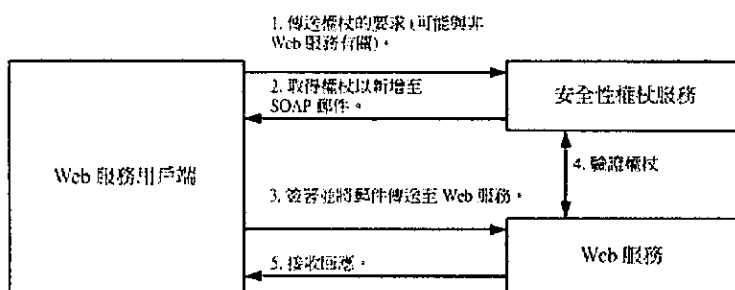 1. 傳送權杖的要求 (可能與非
Web 服務有關)。
2. 取得權杖以新增至
SOAP 郵件。
安全性權杖服務
Web 服務用戶端
4. 驗證權杖
3. 簽署並將郵件傳送至 Web 服務。
Web 服務
5. 接收回應。